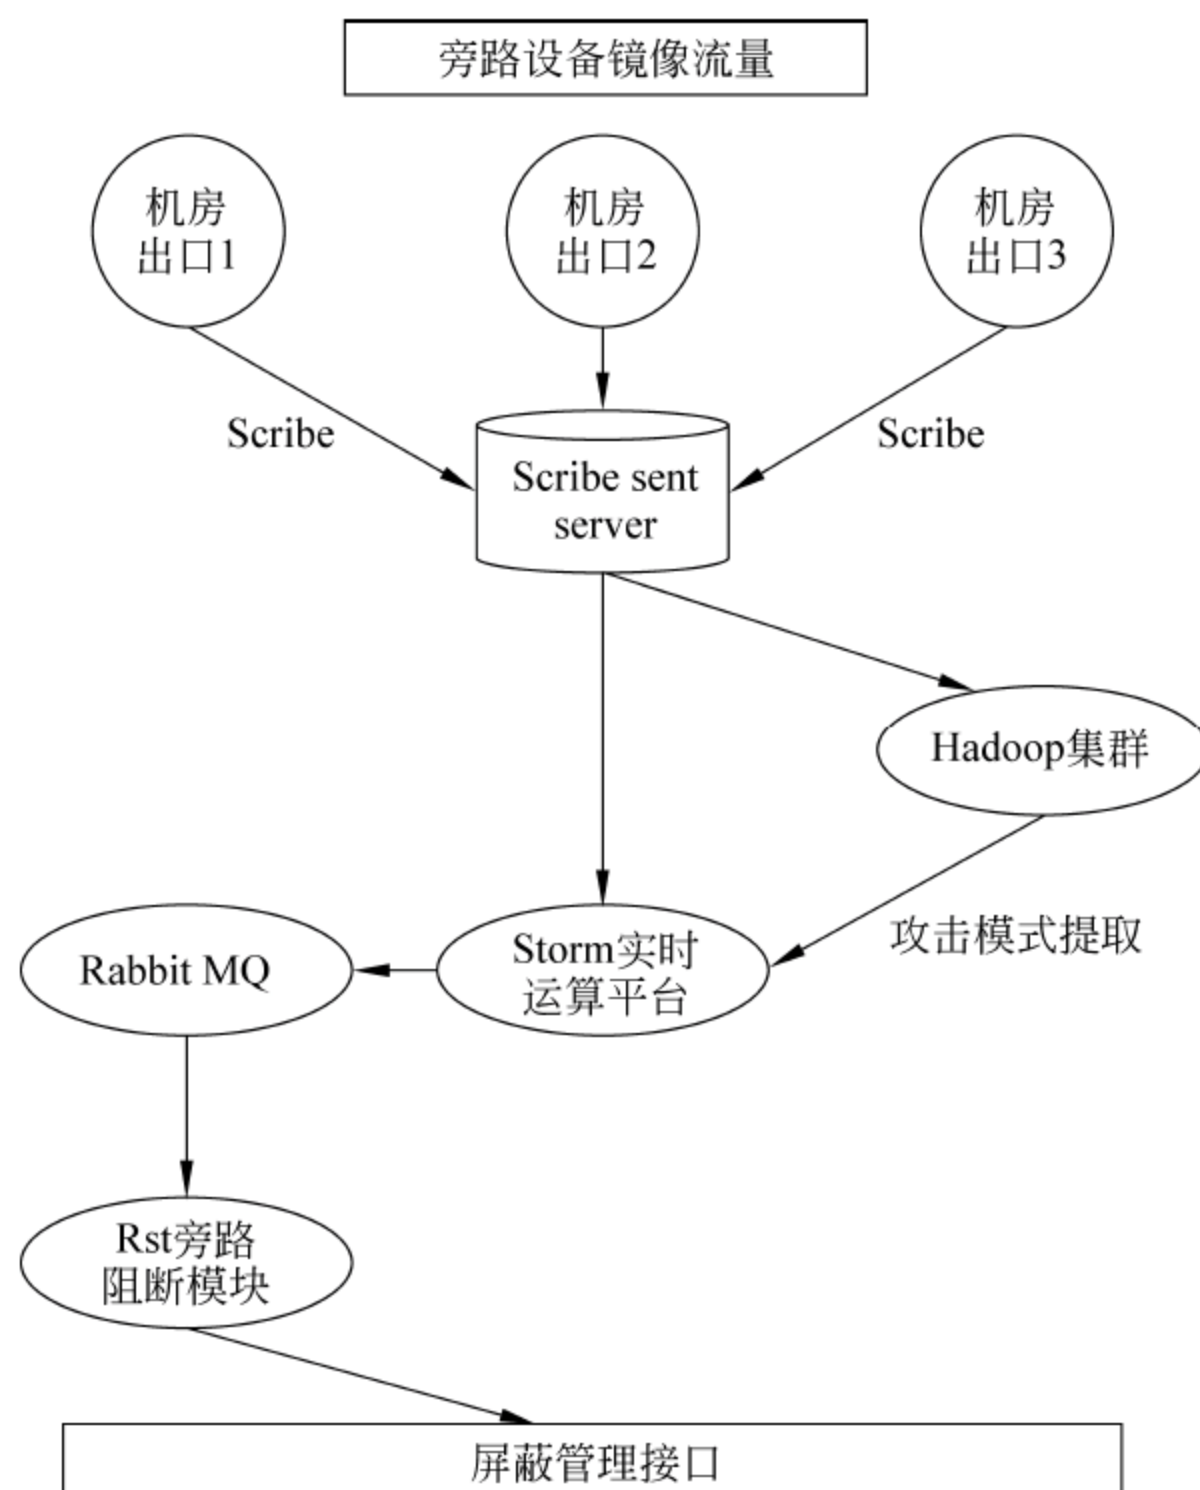 旁路设备镜像流量
机房
出口1
机房
出口2
机房
出口3
Scribe
Scribe
Scribe sent
server
Hadoop集群
攻击模式提取
Storm实时
运算平台
Rabbit MQ
Rst旁路
阻断模块
屏蔽管理接口